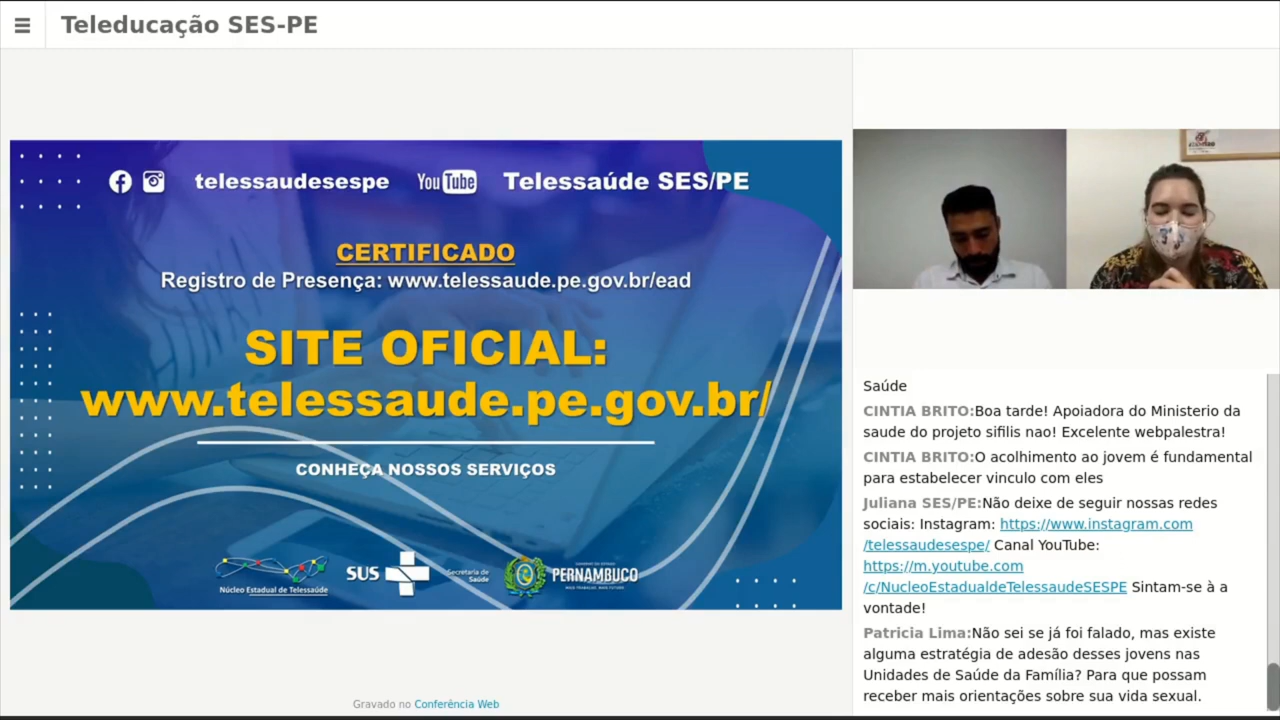 Teleducação SES-PE
telessaudesespe
YouTube
Telessaúde SES/PE
CERTIFICADO
Registro de Presença: www.telessaude.pe.gov.br/ead
SITE OFICIAL:
www.telessaude.pe.gov.br/
CONHEÇA NOSSOS SERVIÇOS
Núcleo Estadual de Telessaúde
SUS
Secretaria de
Saúde
PERNAMBUCO
Gravado no Conferência Web
Saúde
CINTIA BRITO:Boa tarde! Apoiadora do Ministerio da
saude do projeto sifilis nao! Excelente webpalestra!
CINTIA BRITO:O acolhimento ao jovem é fundamental
para estabelecer vinculo com eles
Juliana SES/PE:Não deixe de seguir nossas redes
sociais: Instagram: https://www.instagram.com
/telessaudesespe/ Canal YouTube:
https://m.youtube.com
/c/NucleoEstadualdeTelessaudeSESPE Sintam-se à a
vontade!
Patricia Lima:Não sei se já foi falado, mas existe
alguma estratégia de adesão desses jovens nas
Unidades de Saúde da Família? Para que possam
receber mais orientações sobre sua vida sexual.